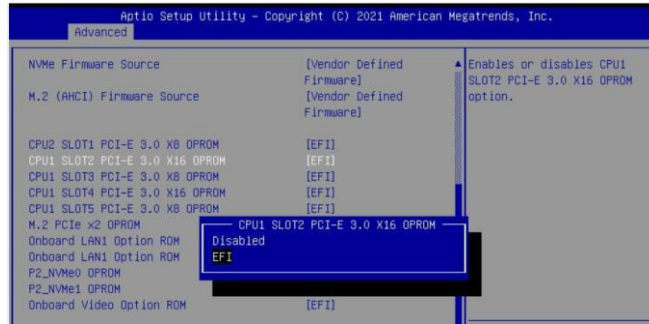 Aptio Setup Utility - Copyright (C) 2021 American Megatrends, Inc.
Advanced
NVMe Firmware Source [Vendor Defined Firmware]
M.2 (AHCI) Firmware Source [Vendor Defined Firmware]
CPU2 SLOT1 PCI-E 3.0 X8 OPROM [EFI]
CPU1 SLOT2 PCI-E 3.0 X16 OPROM [EFI]
CPU1 SLOT3 PCI-E 3.0 X8 OPROM [EFI]
CPU1 SLOT4 PCI-E 3.0 X16 OPROM [EFI]
CPU1 SLOT5 PCI-E 3.0 X8 OPROM [EFI]
M.2 PCIe x2 OPROM
Onboard LAN1 Option ROM
Onboard LAN1 Option ROM
P2_NVMe0 OPROM
P2_NVMe1 OPROM
Onboard Video Option ROM [EFI]
CPU1 SLOT2 PCI-E 3.0 X16 OPROM
Disabled
EFI
Enables or disables CPU1
SLOT2 PCI-E 3.0 X16 OPROM
option.